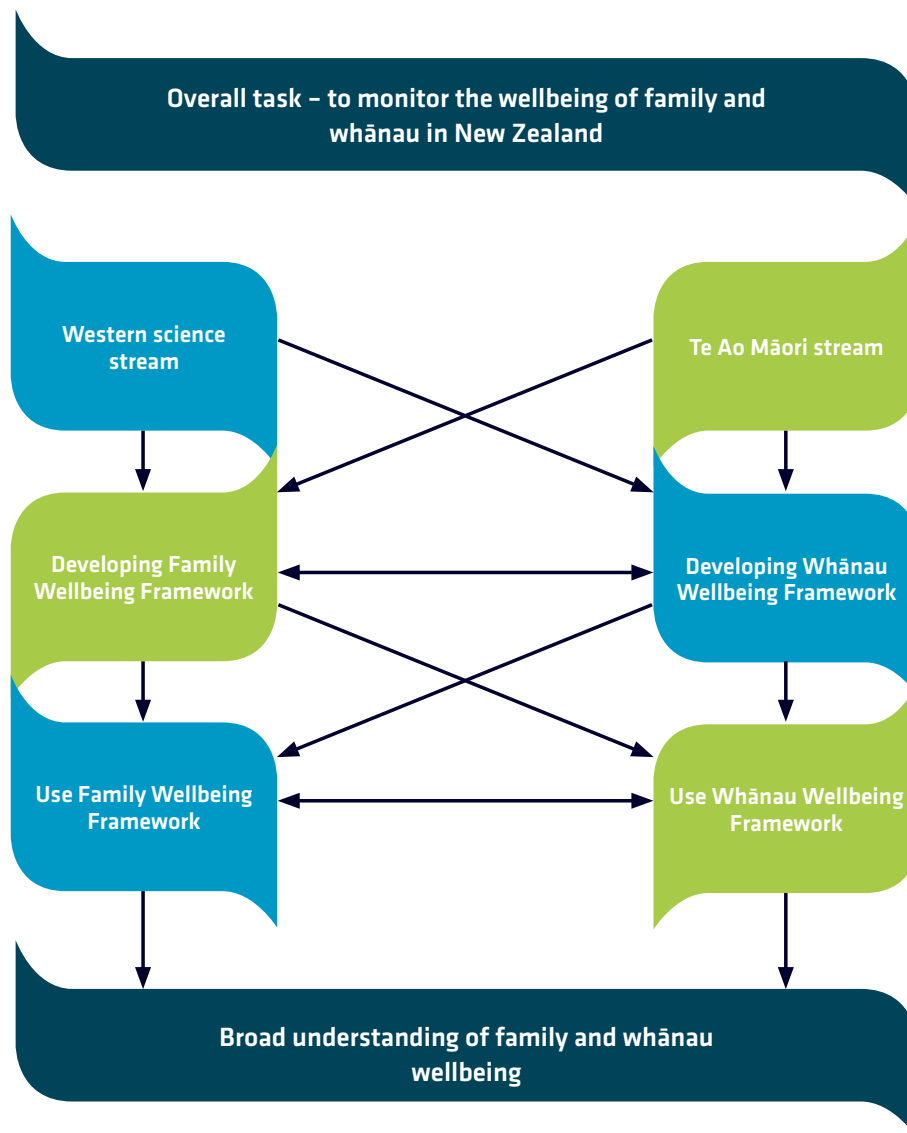 Overall task – to monitor the wellbeing of family and
whānau in New Zealand
Western science
stream
Te Ao Māori stream
Developing Family
Wellbeing Framework
Developing Whānau
Wellbeing Framework
Use Family Wellbeing
Framework
Use Whānau Wellbeing
Framework
Broad understanding of family and whānau
wellbeing